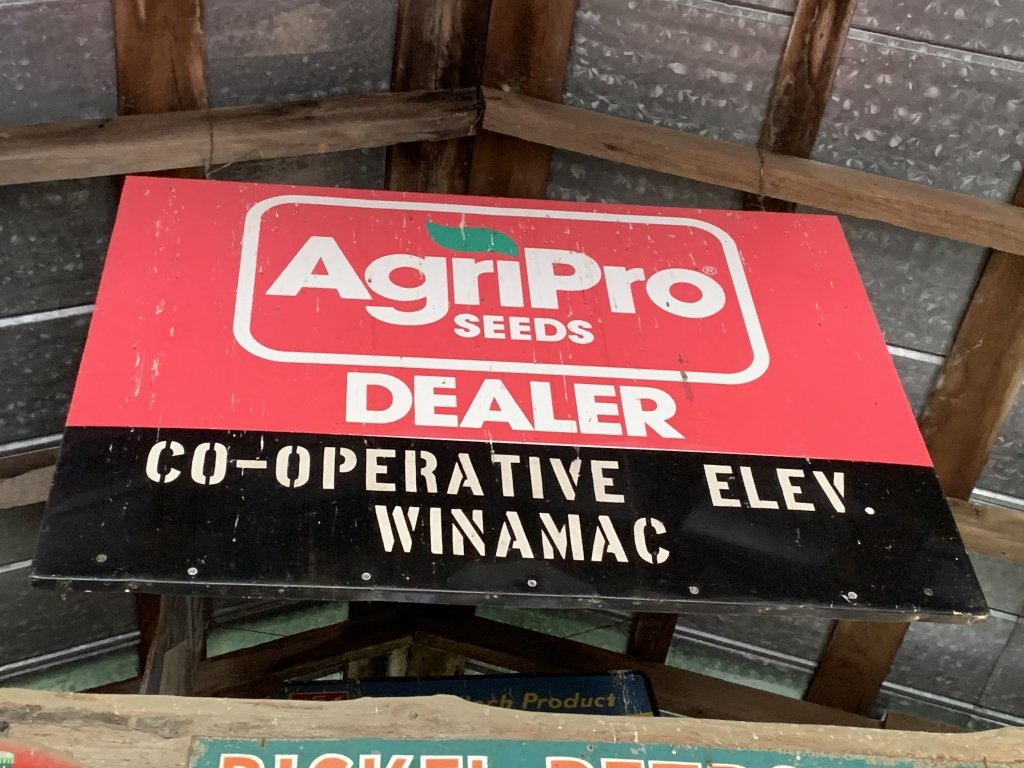 AgriPro®
SEEDS
DEALER
CO-OPERATIVE ELEV.
WINAMAC
Product